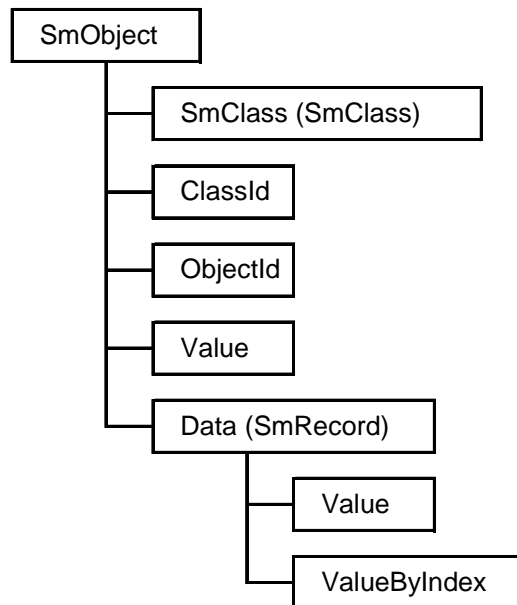 SmObject
SmClass (SmClass)
ClassId
ObjectId
Value
Data (SmRecord)
Value
ValueByIndex